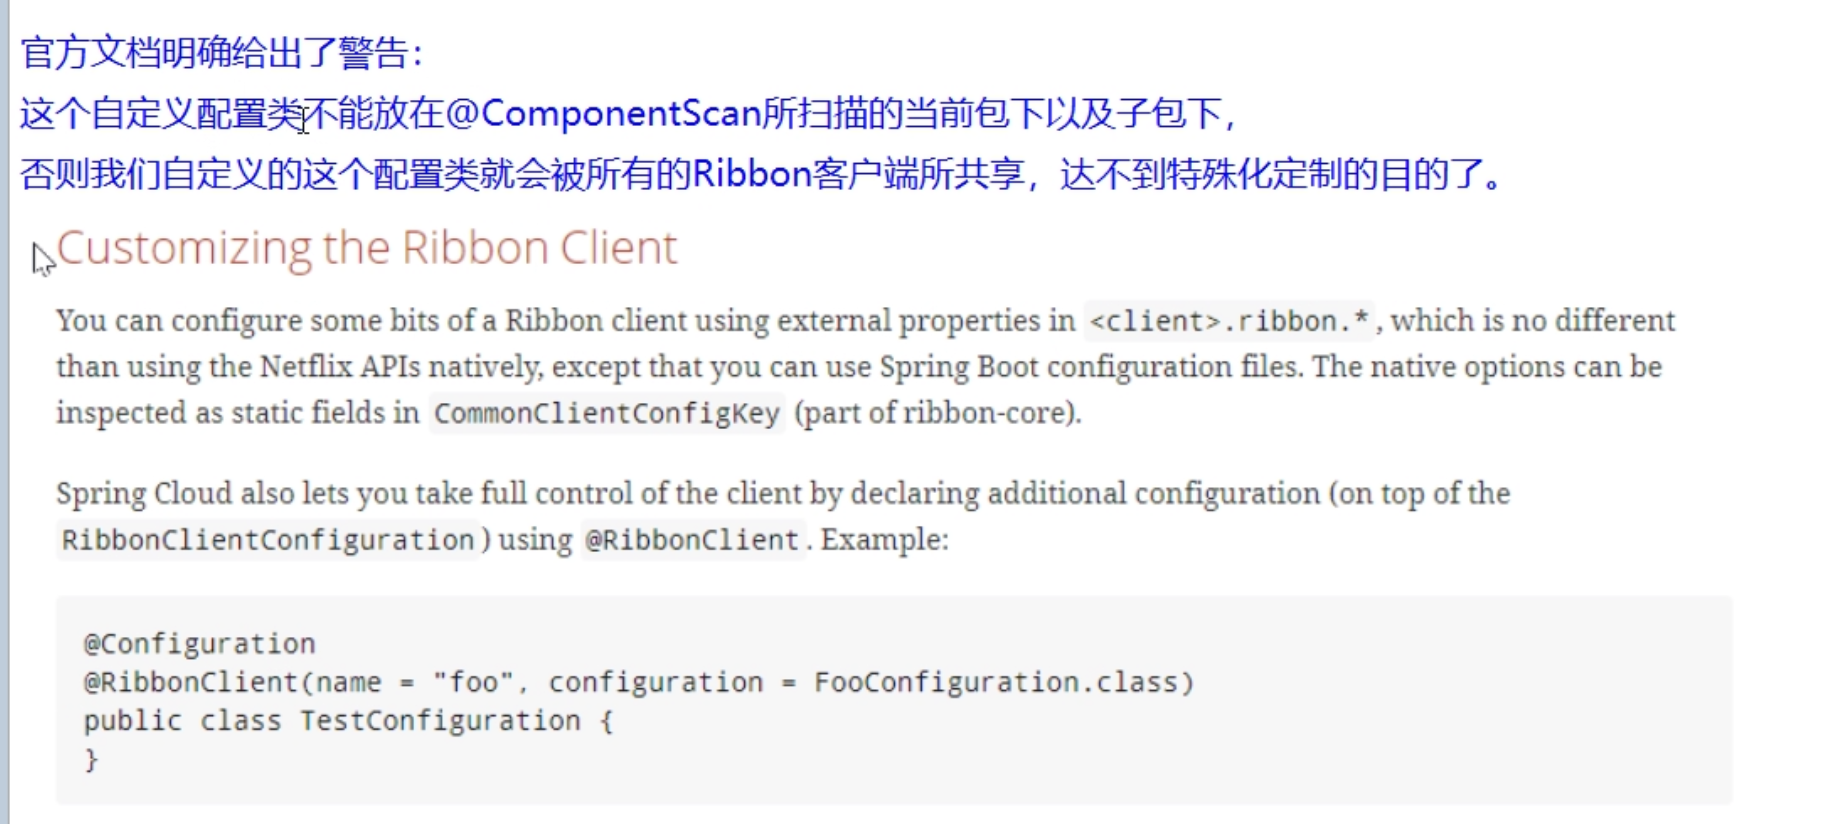 官方文档明确给出了警告：
这个自定义配置类不能放在@ComponentScan所扫描的当前包下以及子包下，
否则我们自定义的这个配置类就会被所有的Ribbon客户端所共享，达不到特殊化定制的目的了。
Customizing the Ribbon Client
You can configure some bits of a Ribbon client using external properties in <client>.ribbon.*, which is no different
than using the Netflix APIs natively, except that you can use Spring Boot configuration files. The native options can be
inspected as static fields in CommonClientConfigKey (part of ribbon-core).
Spring Cloud also lets you take full control of the client by declaring additional configuration (on top of the
RibbonClientConfiguration) using @RibbonClient. Example:
@Configuration
@RibbonClient(name = "foo", configuration = FooConfiguration.class)
public class TestConfiguration {
}